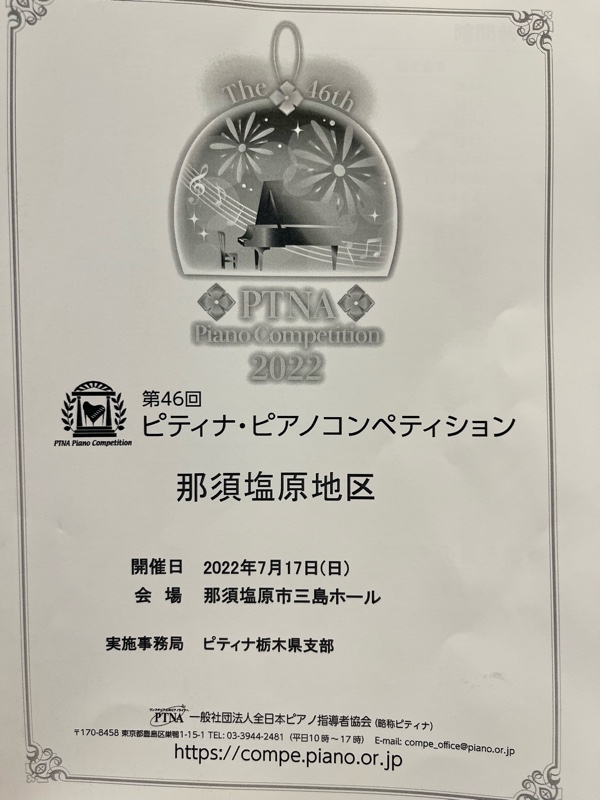 The 46th
PTNA
Piano Competition
2022
第46回
ピティナ・ピアノコンペティション
PTNA Piano Competition
那須塩原地区
開催日 2022年7月17日(日)
会 場 那須塩原市三島ホール
実施事務局 ピティナ栃木県支部
PTNA 一般社団法人全日本ピアノ指導者協会 (略称ピティナ)
〒170-8458 東京都豊島区巣鴨1-15-1 TEL: 03-3944-2481 (平日10時～17時) E-mail: compe_office@piano.or.jp
https://compe.piano.or.jp